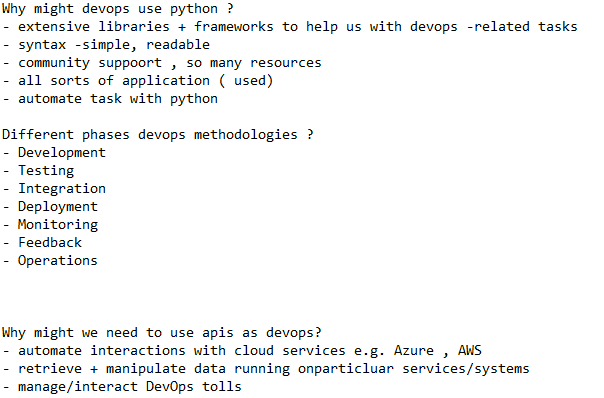 Why might devops use python ?
- extensive libraries + frameworks to help us with devops -related tasks
- syntax -simple, readable
- community suppoort , so many resources
- all sorts of application ( used)
- automate task with python
Different phases devops methodologies ?
- Development
- Testing
- Integration
- Deployment
- Monitoring
- Feedback
- Operations
Why might we need to use apis as devops?
- automate interactions with cloud services e.g. Azure , AWS
- retrieve + manipulate data running onparticluar services/systems
- manage/interact DevOps tolls